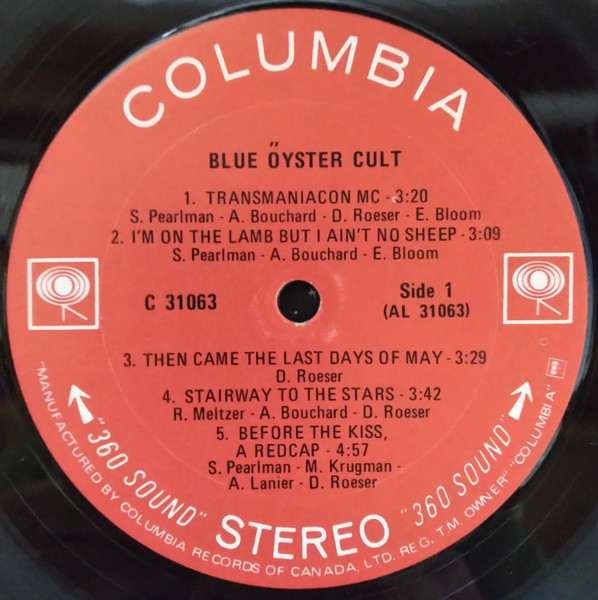 COLUMBIA
BLUE ÖYSTER CULT
1. TRANSMANIACON MC - 3:20
S. Pearlman - A. Bouchard - D. Roeser - E. Bloom
2. I'M ON THE LAMB BUT I AIN'T NO SHEEP - 3:09
S. Pearlman - A. Bouchard - E. Bloom
C 31063
Side 1
(AL 31063)
3. THEN CAME THE LAST DAYS OF MAY - 3:29
D. Roeser
4. STAIRWAY TO THE STARS - 3:42
R. Meltzer - A. Bouchard - D. Roeser
5. BEFORE THE KISS,
A REDCAP - 4:57
S. Pearlman - M. Krugman -
A. Lanier - D. Roeser
"360 SOUND" STEREO "360 SOUND"
"MANUFACTURED BY COLUMBIA RECORDS OF CANADA, LTD. REG. T.M. OWNER" "COLUMBIA"